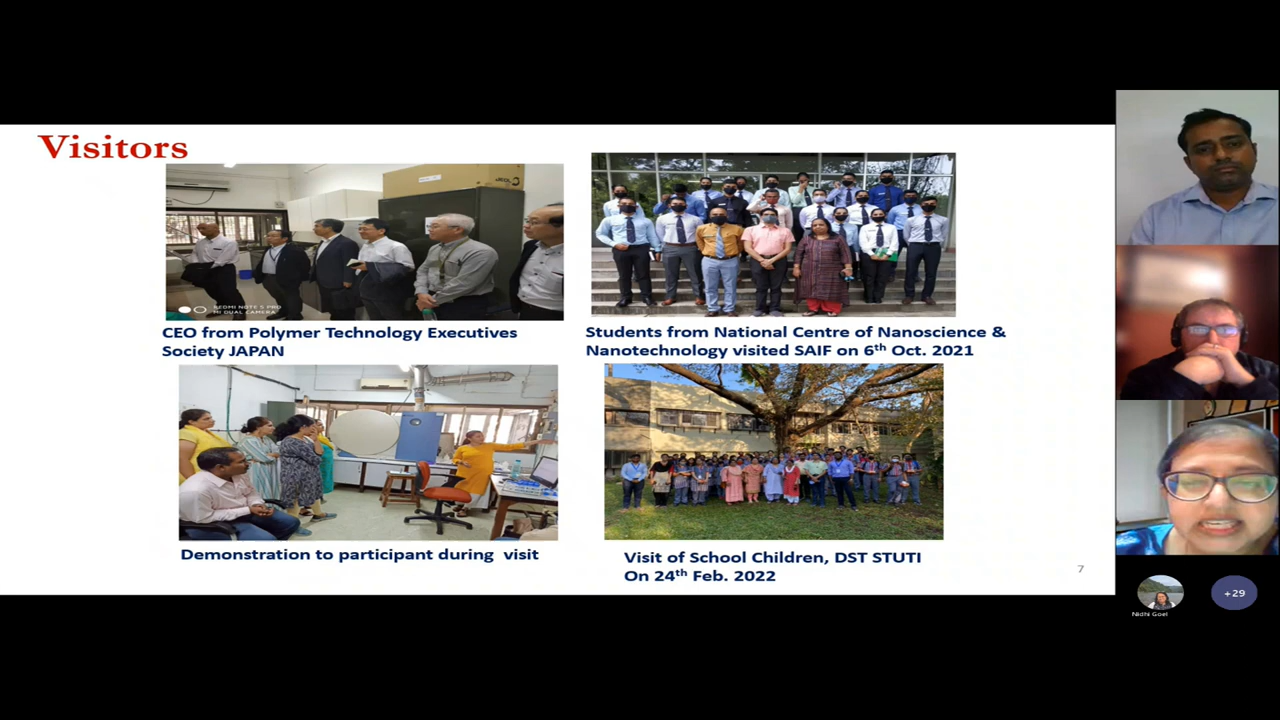 Visitors
REDMI NOTE 5 PRO
MI DUAL CAMERA
CEO from Polymer Technology Executives
Society JAPAN
Students from National Centre of Nanoscience &
Nanotechnology visited SAIF on 6th Oct. 2021
Demonstration to participant during visit
Visit of School Children, DST STUTI
On 24th Feb. 2022
7
+29
Nidhi Goel